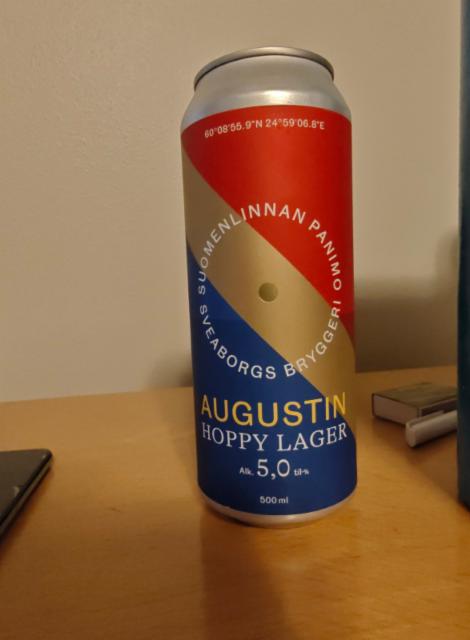 60°08'55.9"N 24°59'06.8"E
SUOMENLINNAN PANIMO
SVEABORGS BRYGGERI
AUGUSTIN
HOPPY LAGER
Alk. 5,0 til-%
500 ml